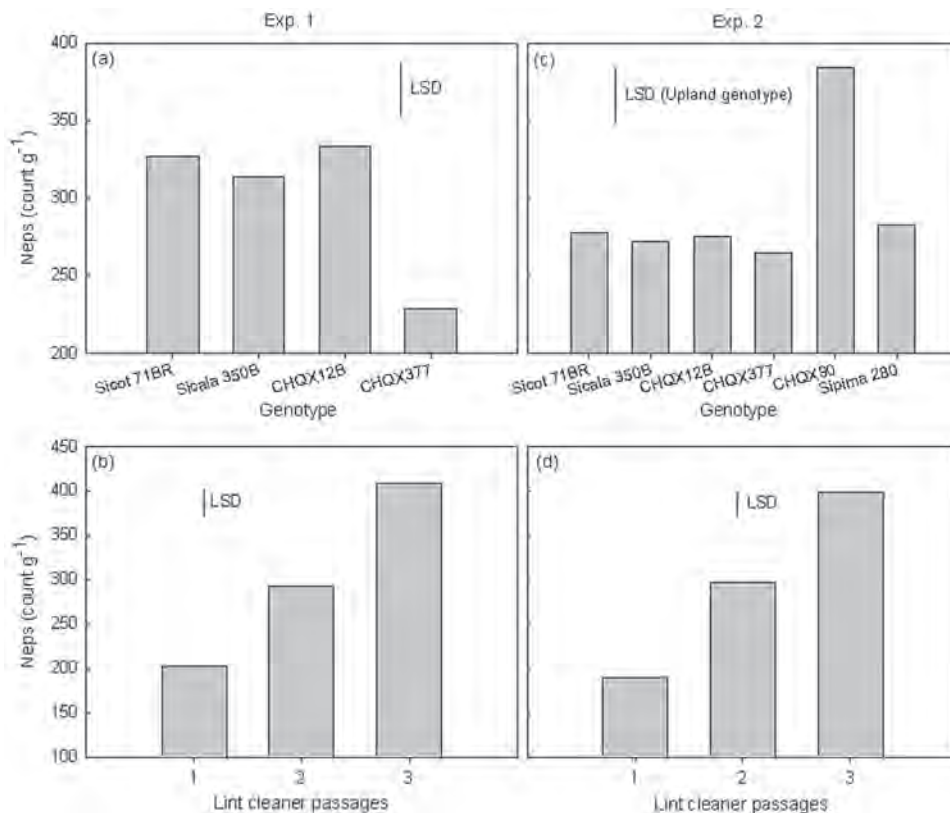 Exp. 1
Exp. 2
(a)
LSD
400
350
300
250
200
Neps (count g⁻¹)
Sicot 71BR
Sicala 350B
CHQX12B
CHQX377
Genotype
(c)
LSD (Upland genotype)
Sicot 71BR
Sicala 350B
CHQX12B
CHQX377
CHQX90
Sipima 280
Genotype
(b)
LSD
450
400
350
300
250
200
150
100
Neps (count g⁻¹)
1 2 3
Lint cleaner passages
(d)
LSD
1 2 3
Lint cleaner passages